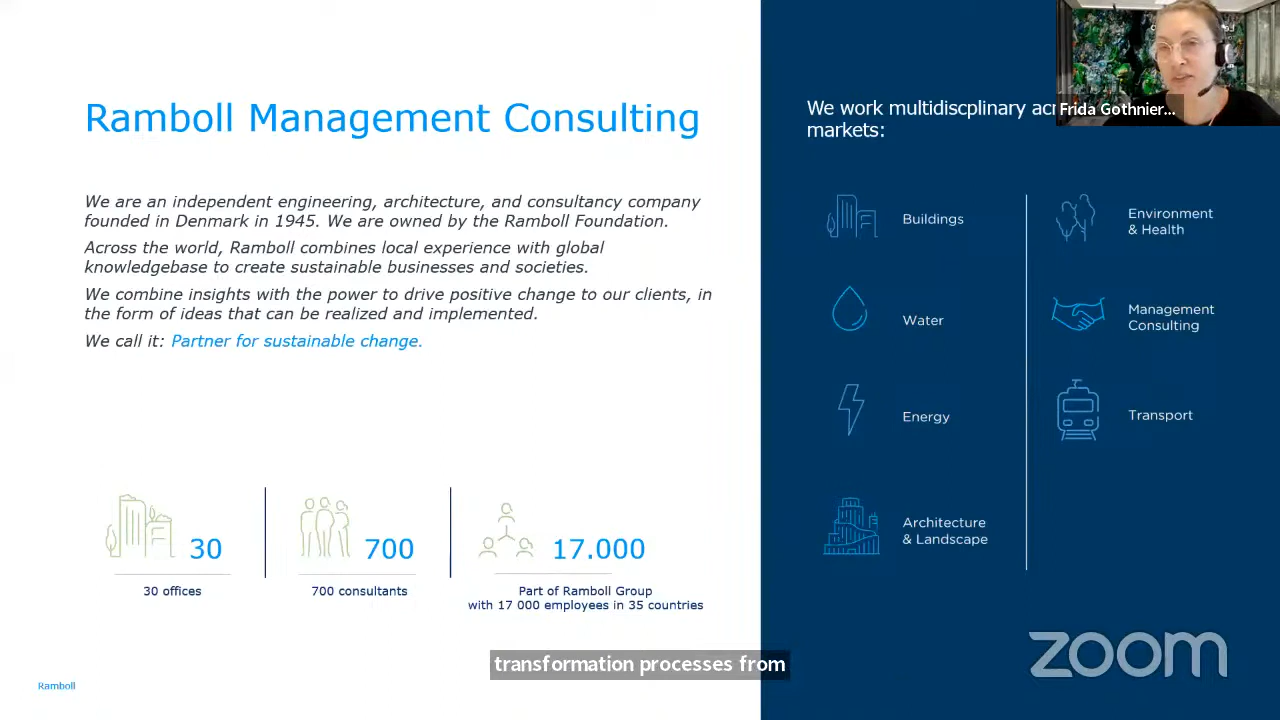 Ramboll Management Consulting
We are an independent engineering, architecture, and consultancy company
founded in Denmark in 1945. We are owned by the Ramboll Foundation.
Across the world, Ramboll combines local experience with global
knowledgebase to create sustainable businesses and societies.
We combine insights with the power to drive positive change to our clients, in
the form of ideas that can be realized and implemented.
We call it: Partner for sustainable change.
30
30 offices
700
700 consultants
17.000
Part of Ramboll Group
with 17 000 employees in 35 countries
Ramboll
We work multidiscplinary
markets:
Frida Gothnier...
Buildings
Water
Energy
Architecture
& Landscape
Environment
& Health
Management
Consulting
Transport
transformation processes from
zoom